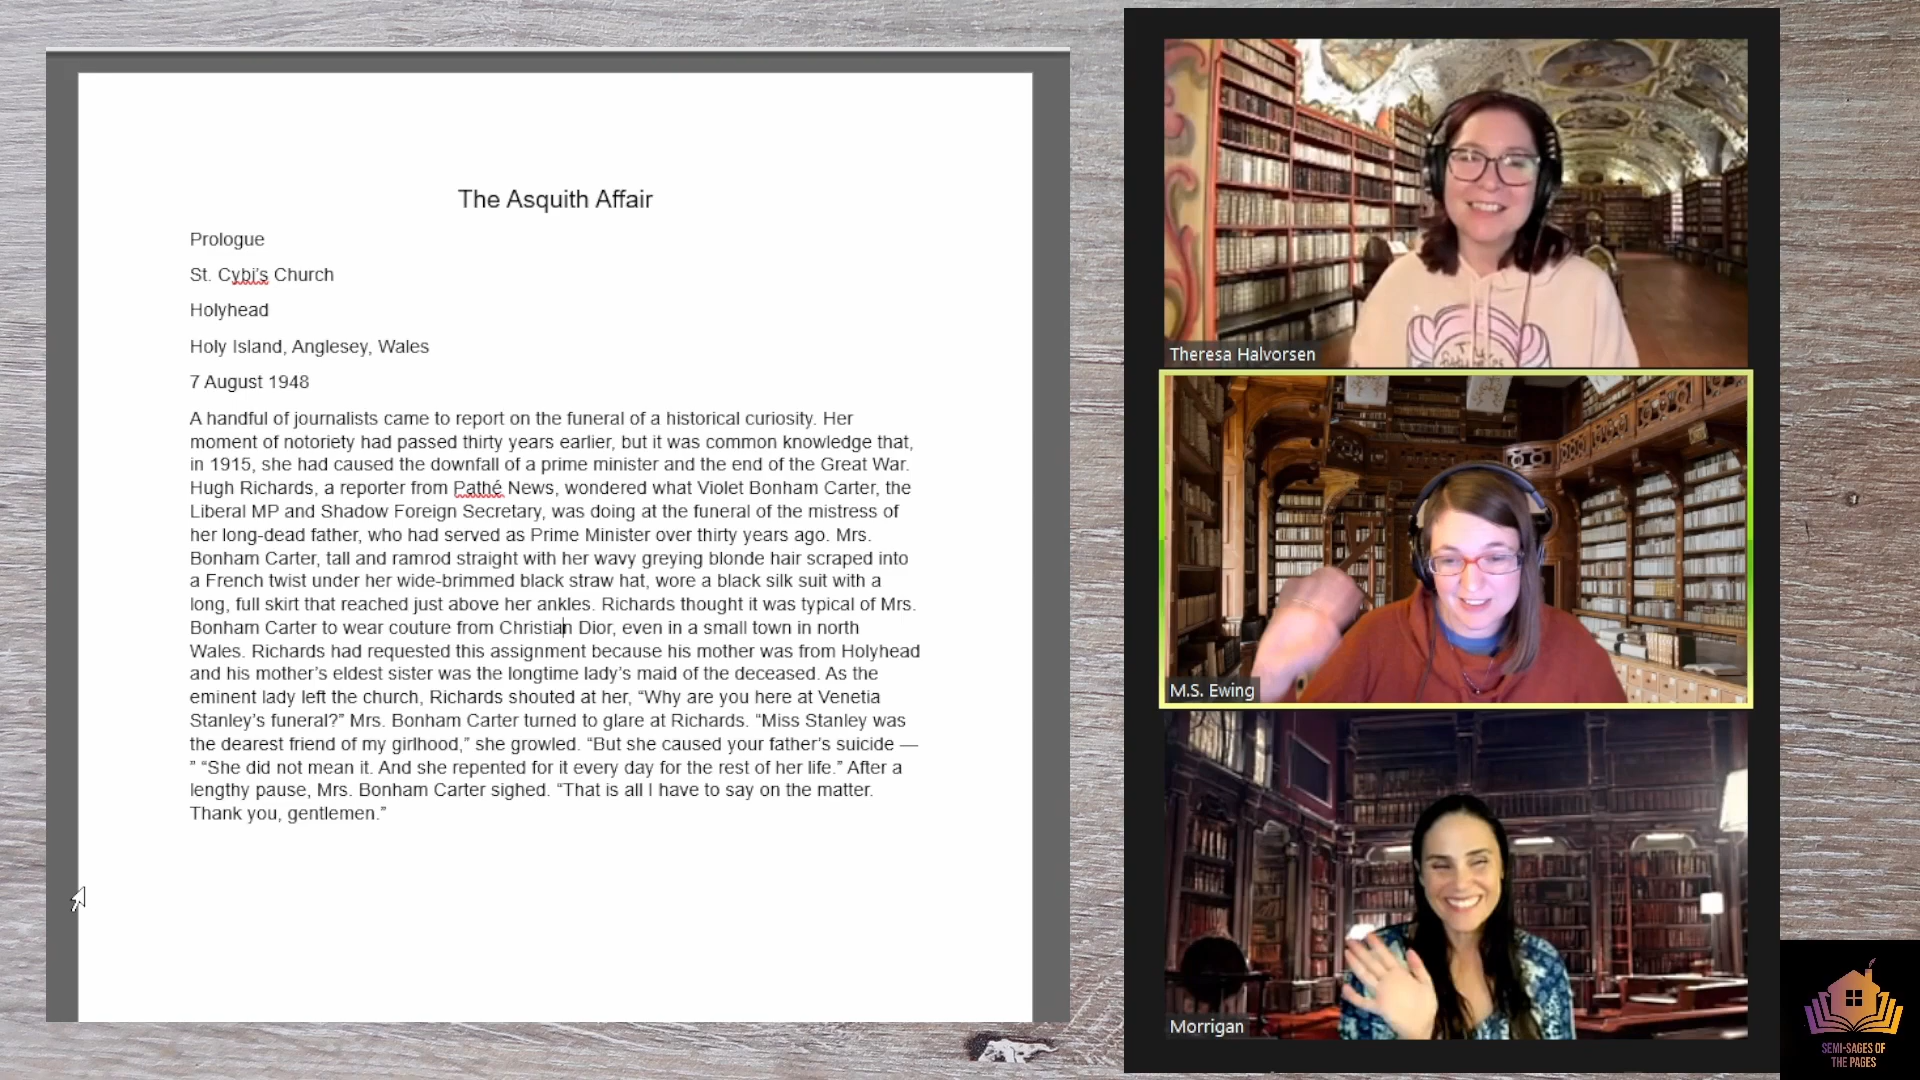 The Asquith Affair
Prologue
St. Cybi's Church
Holyhead
Holy Island, Anglesey, Wales
7 August 1948
A handful of journalists came to report on the funeral of a historical curiosity. Her
moment of notoriety had passed thirty years earlier, but it was common knowledge that,
in 1915, she had caused the downfall of a prime minister and the end of the Great War.
Hugh Richards, a reporter from Pathé News, wondered what Violet Bonham Carter, the
Liberal MP and Shadow Foreign Secretary, was doing at the funeral of the mistress of
her long-dead father, who had served as Prime Minister over thirty years ago. Mrs.
Bonham Carter, tall and ramrod straight with her wavy greying blonde hair scraped into
a French twist under her wide-brimmed black straw hat, wore a black silk suit with a
long, full skirt that reached just above her ankles. Richards thought it was typical of Mrs.
Bonham Carter to wear couture from Christian Dior, even in a small town in north
Wales. Richards had requested this assignment because his mother was from Holyhead
and his mother’s eldest sister was the longtime lady’s maid of the deceased. As the
eminent lady left the church, Richards shouted at her, “Why are you here at Venetia
Stanley’s funeral?” Mrs. Bonham Carter turned to glare at Richards. “Miss Stanley was
the dearest friend of my girlhood,” she growled. “But she caused your father’s suicide —
” “She did not mean it. And she repented for it every day for the rest of her life.” After a
lengthy pause, Mrs. Bonham Carter sighed. “That is all I have to say on the matter.
Thank you, gentlemen.”
Theresa Halvorsen
M.S. Ewing
Morrigan
SEMI-SAGES OF
THE PAGES